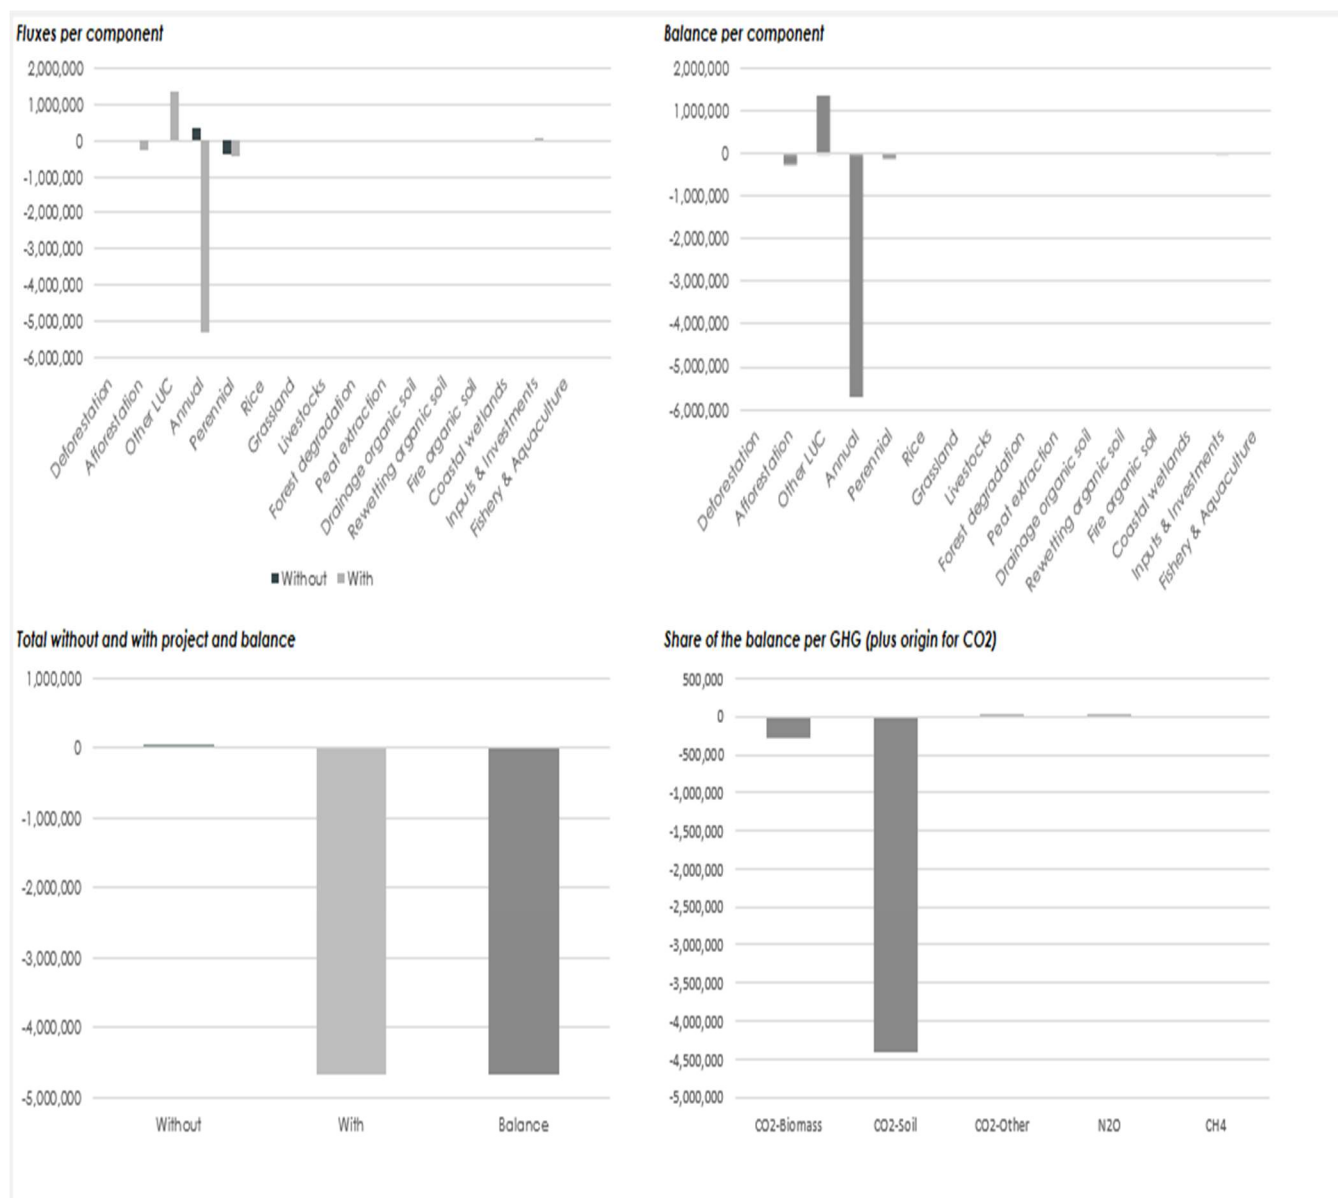 Fluxes per component
2,000,000
1,000,000
0
-1,000,000
-2,000,000
-3,000,000
-4,000,000
-5,000,000
-6,000,000
Deforestation
Afforestation
Other LUC
Annual
Perennial
Rice
Grassland
Livestocks
Forest degradation
Peat extraction
Drainage organic soil
Rewetting organic soil
Fire organic soil
Coastal wetlands
Inputs & Investments
Fishery & Aquaculture
Without With
Balance per component
2,000,000
1,000,000
0
-1,000,000
-2,000,000
-3,000,000
-4,000,000
-5,000,000
-6,000,000
Deforestation
Afforestation
Other LUC
Annual
Perennial
Rice
Grassland
Livestocks
Forest degradation
Peat extraction
Drainage organic soil
Rewetting organic soil
Fire organic soil
Coastal wetlands
Inputs & Investments
Fishery & Aquaculture
Total without and with project and balance
1,000,000
0
-1,000,000
-2,000,000
-3,000,000
-4,000,000
-5,000,000
Without With Balance
Share of the balance per GHG (plus origin for CO2)
500,000
0
-500,000
-1,000,000
-1,500,000
-2,000,000
-2,500,000
-3,000,000
-3,500,000
-4,000,000
-4,500,000
-5,000,000
CO2-Biomass CO2-Soil CO2-Other N2O CH4